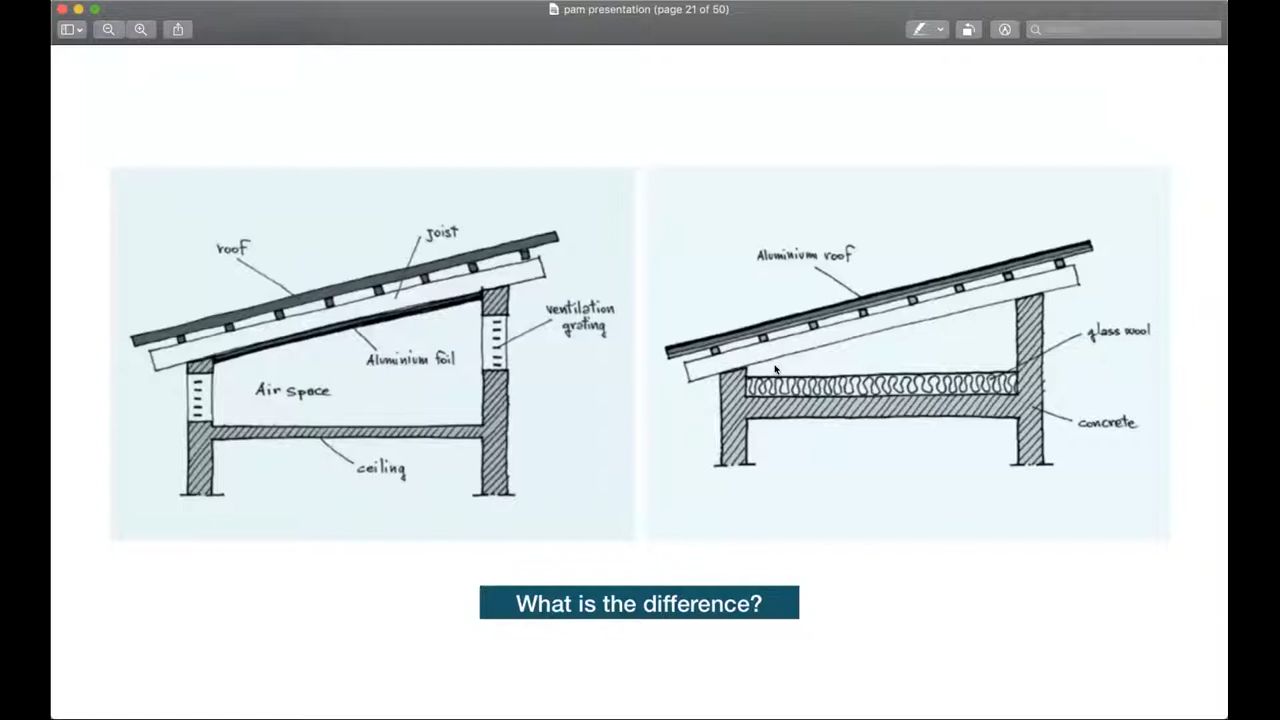 pam presentation (page 21 of 50)
roof
joist
ventilation
grating
Aluminium foil
Air space
ceiling
Aluminium roof
glass wool
concrete
What is the difference?